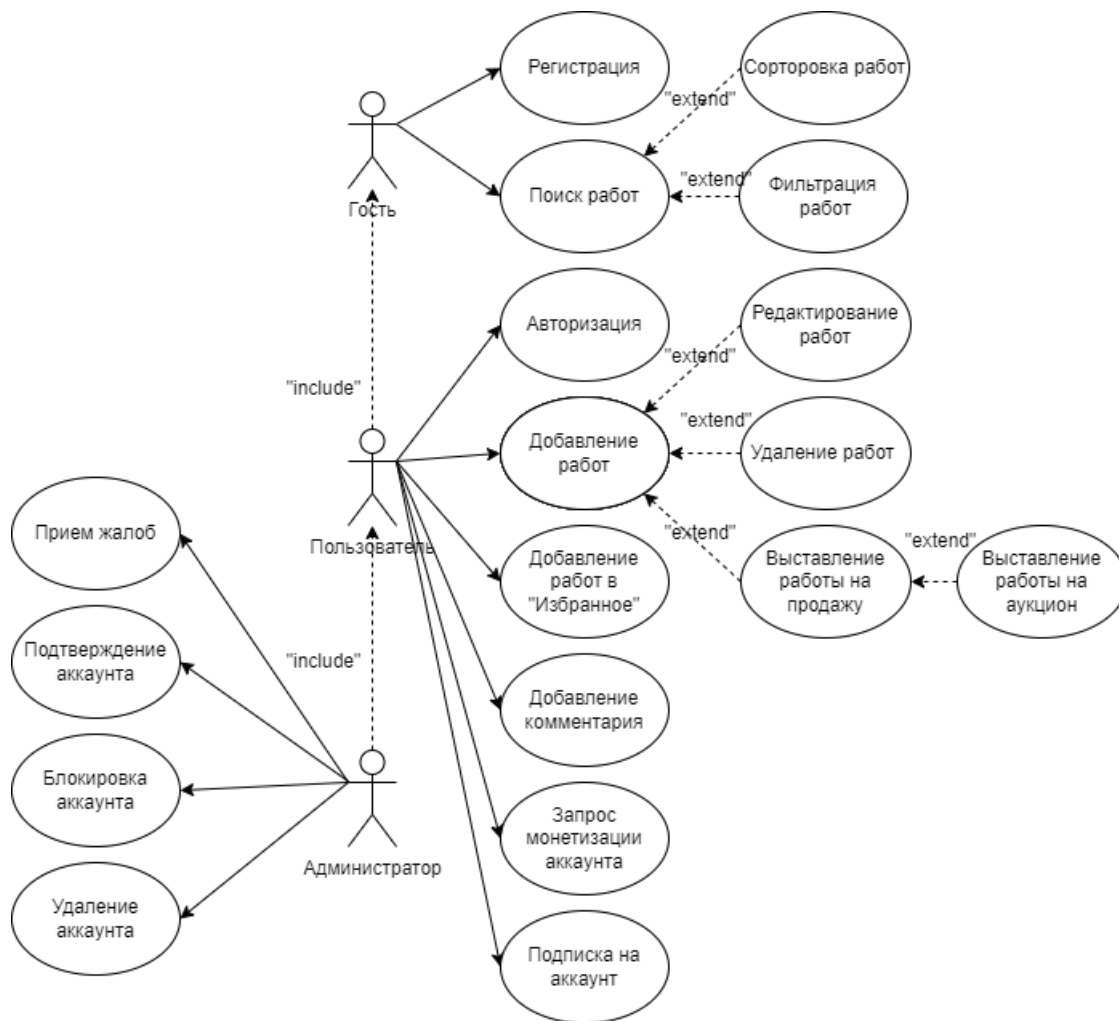 Регистрация
Сорторовка работ
"extend"
Гость
Поиск работ
"extend"
Фильтрация
работ
Авторизация
Редактирование
работ
"extend"
"include"
Добавление
работ
"extend"
Удаление работ
Пользователь
Добавление
работ в
"Избранное"
"extend"
Выставление
работы на
продажу
"extend"
Выставление
работы на
аукцион
Прием жалоб
Подтверждение
аккаунта
"include"
Добавление
комментария
Блокировка
аккаунта
Администратор
Запрос
монетизации
аккаунта
Удаление
аккаунта
Подписка на
аккаунт